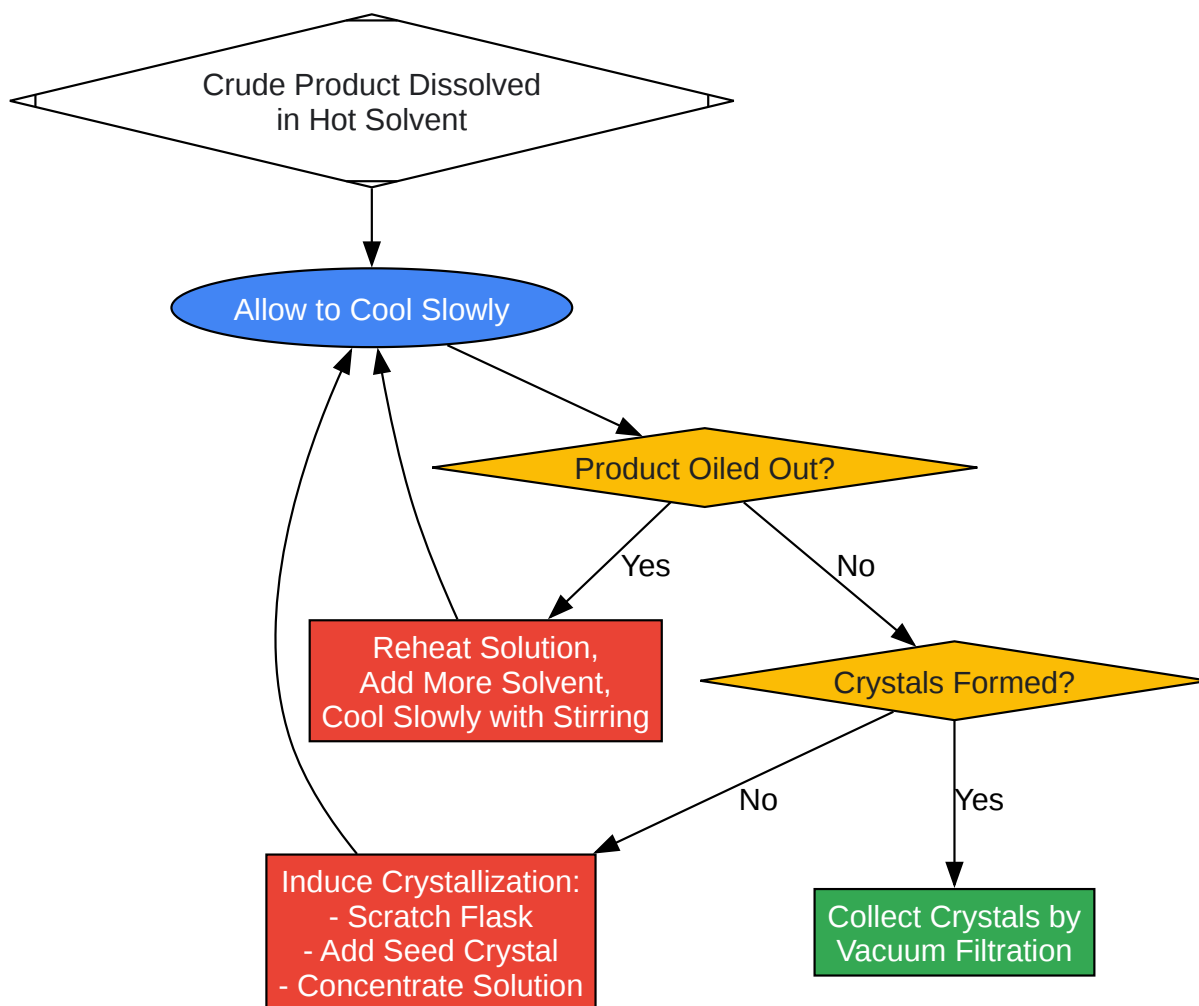 Crude Product Dissolved
in Hot Solvent
Allow to Cool Slowly
Product Oiled Out?
Yes
No
Reheat Solution,
Add More Solvent,
Cool Slowly with Stirring
Crystals Formed?
No
Yes
Induce Crystallization:
- Scratch Flask
- Add Seed Crystal
- Concentrate Solution
Collect Crystals by
Vacuum Filtration